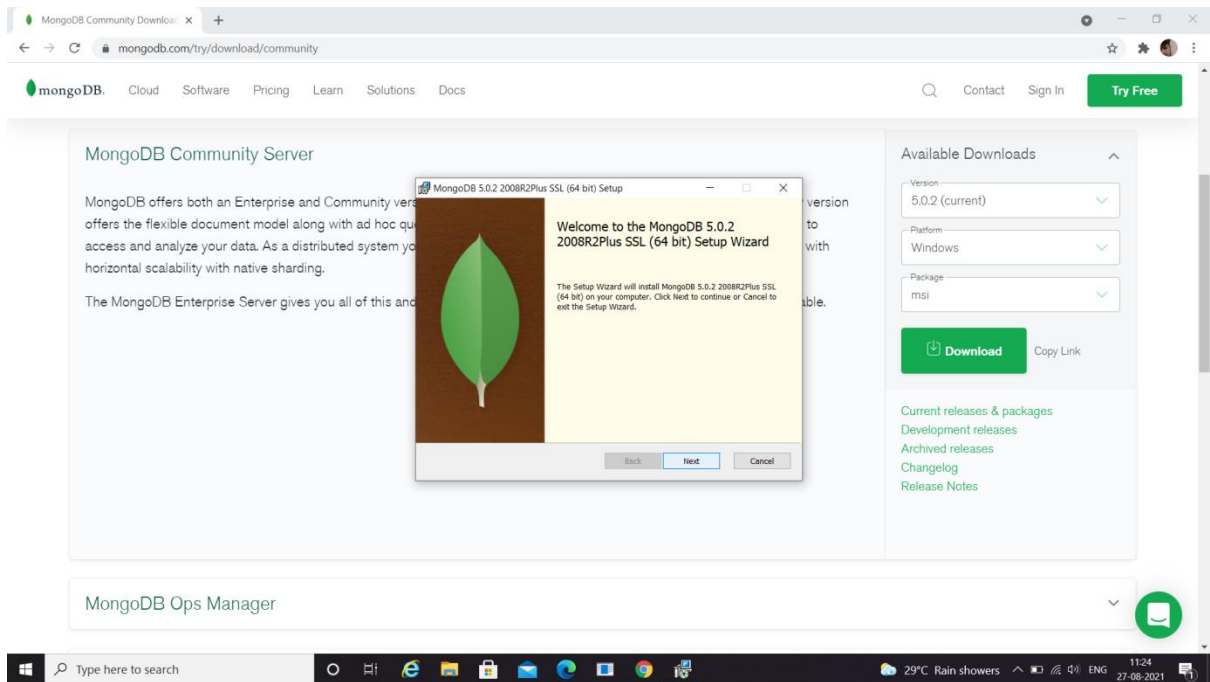 MongoDB Community Downloac
mongodb.com/try/download/community
mongoDB. Cloud Software Pricing Learn Solutions Docs Contact Sign In Try Free
MongoDB Community Server
MongoDB offers both an Enterprise and Community vers
version
offers the flexible document model along with ad hoc qu
to
access and analyze your data. As a distributed system yo
with
horizontal scalability with native sharding.
The MongoDB Enterprise Server gives you all of this and
able.
MongoDB 5.0.2 2008R2Plus SSL (64 bit) Setup
Welcome to the MongoDB 5.0.2
2008R2Plus SSL (64 bit) Setup Wizard
The Setup Wizard will install MongoDB 5.0.2 2008R2Plus SSL
(64 bit) on your computer. Click Next to continue or Cancel to
exit the Setup Wizard.
Back Next Cancel
Available Downloads
Version
5.0.2 (current)
Platform
Windows
Package
msi
Download Copy Link
Current releases & packages
Development releases
Archived releases
Changelog
Release Notes
MongoDB Ops Manager
Type here to search
29°C Rain showers ENG
11:24
27-08-2021